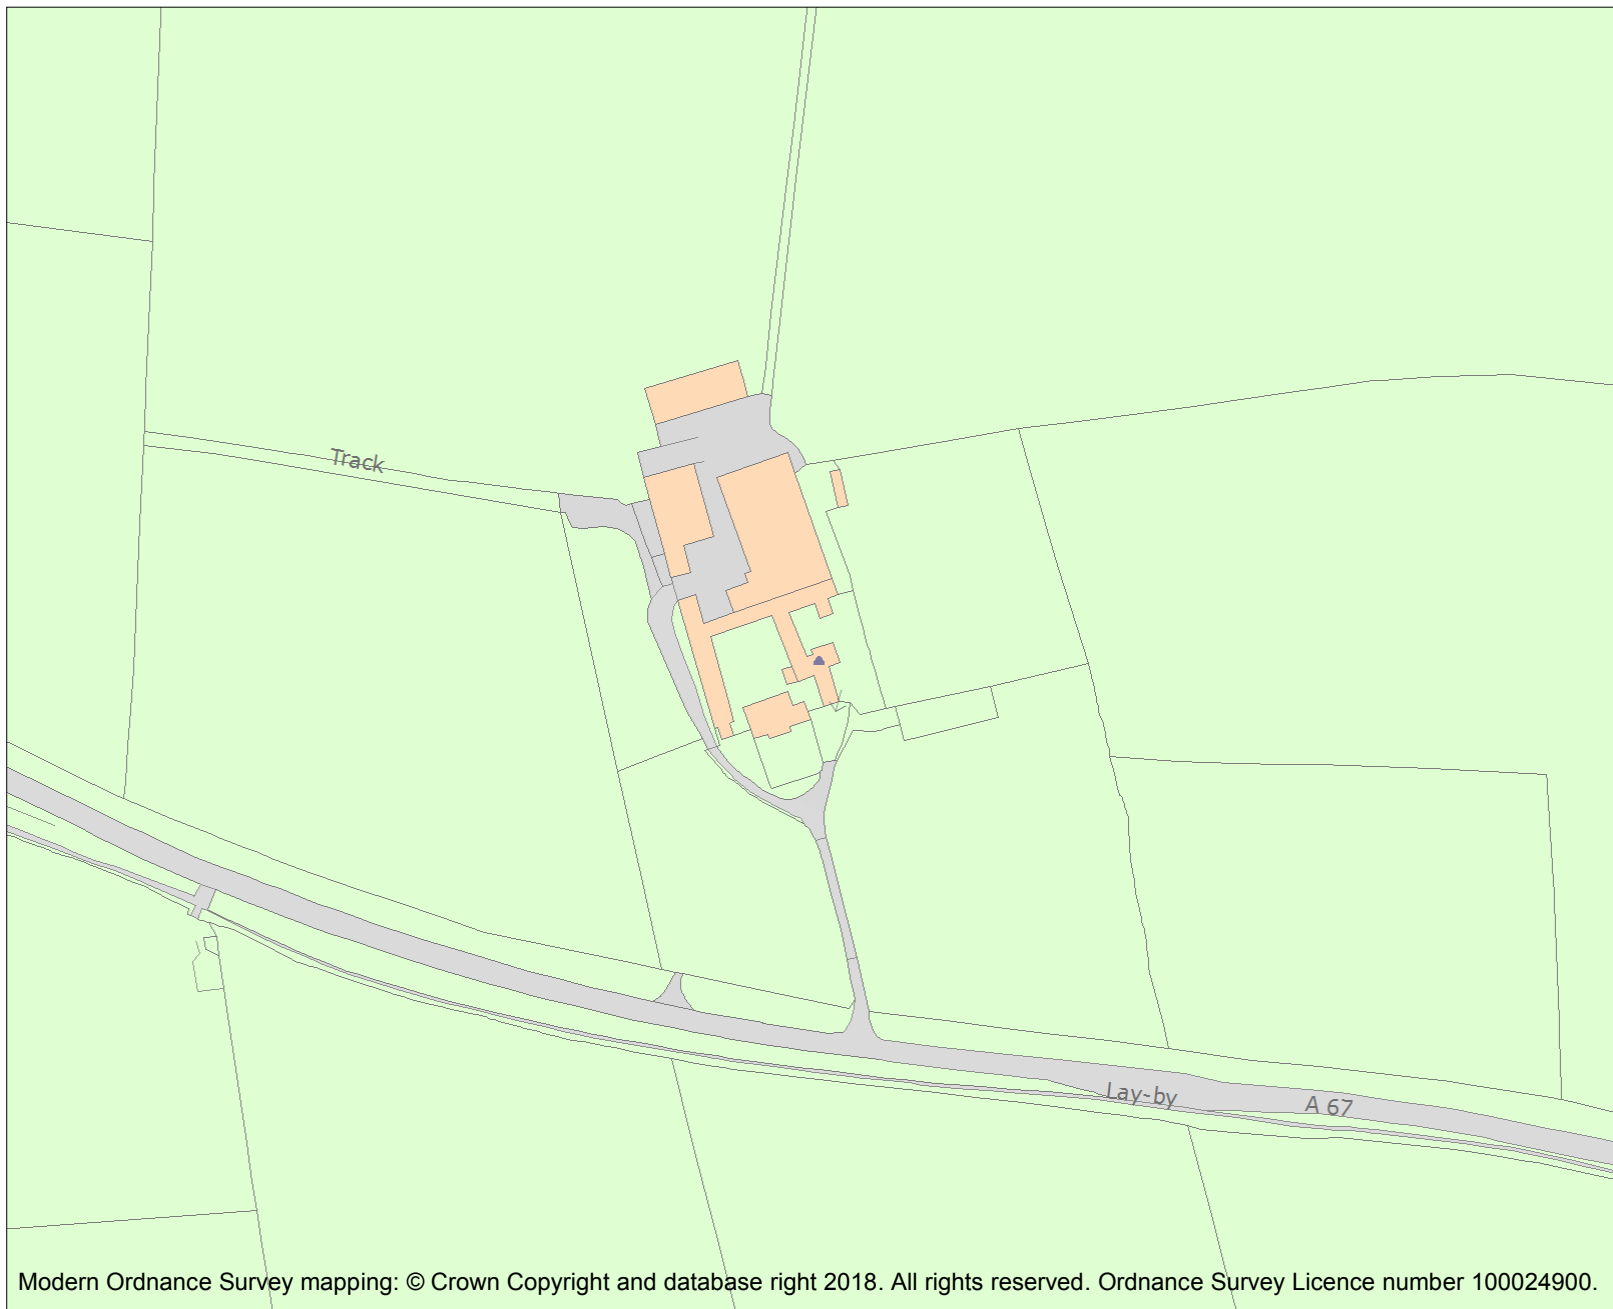 Track
Lay-by
A 67
Modern Ordnance Survey mapping: © Crown Copyright and database right 2018. All rights reserved. Ordnance Survey Licence number 100024900.